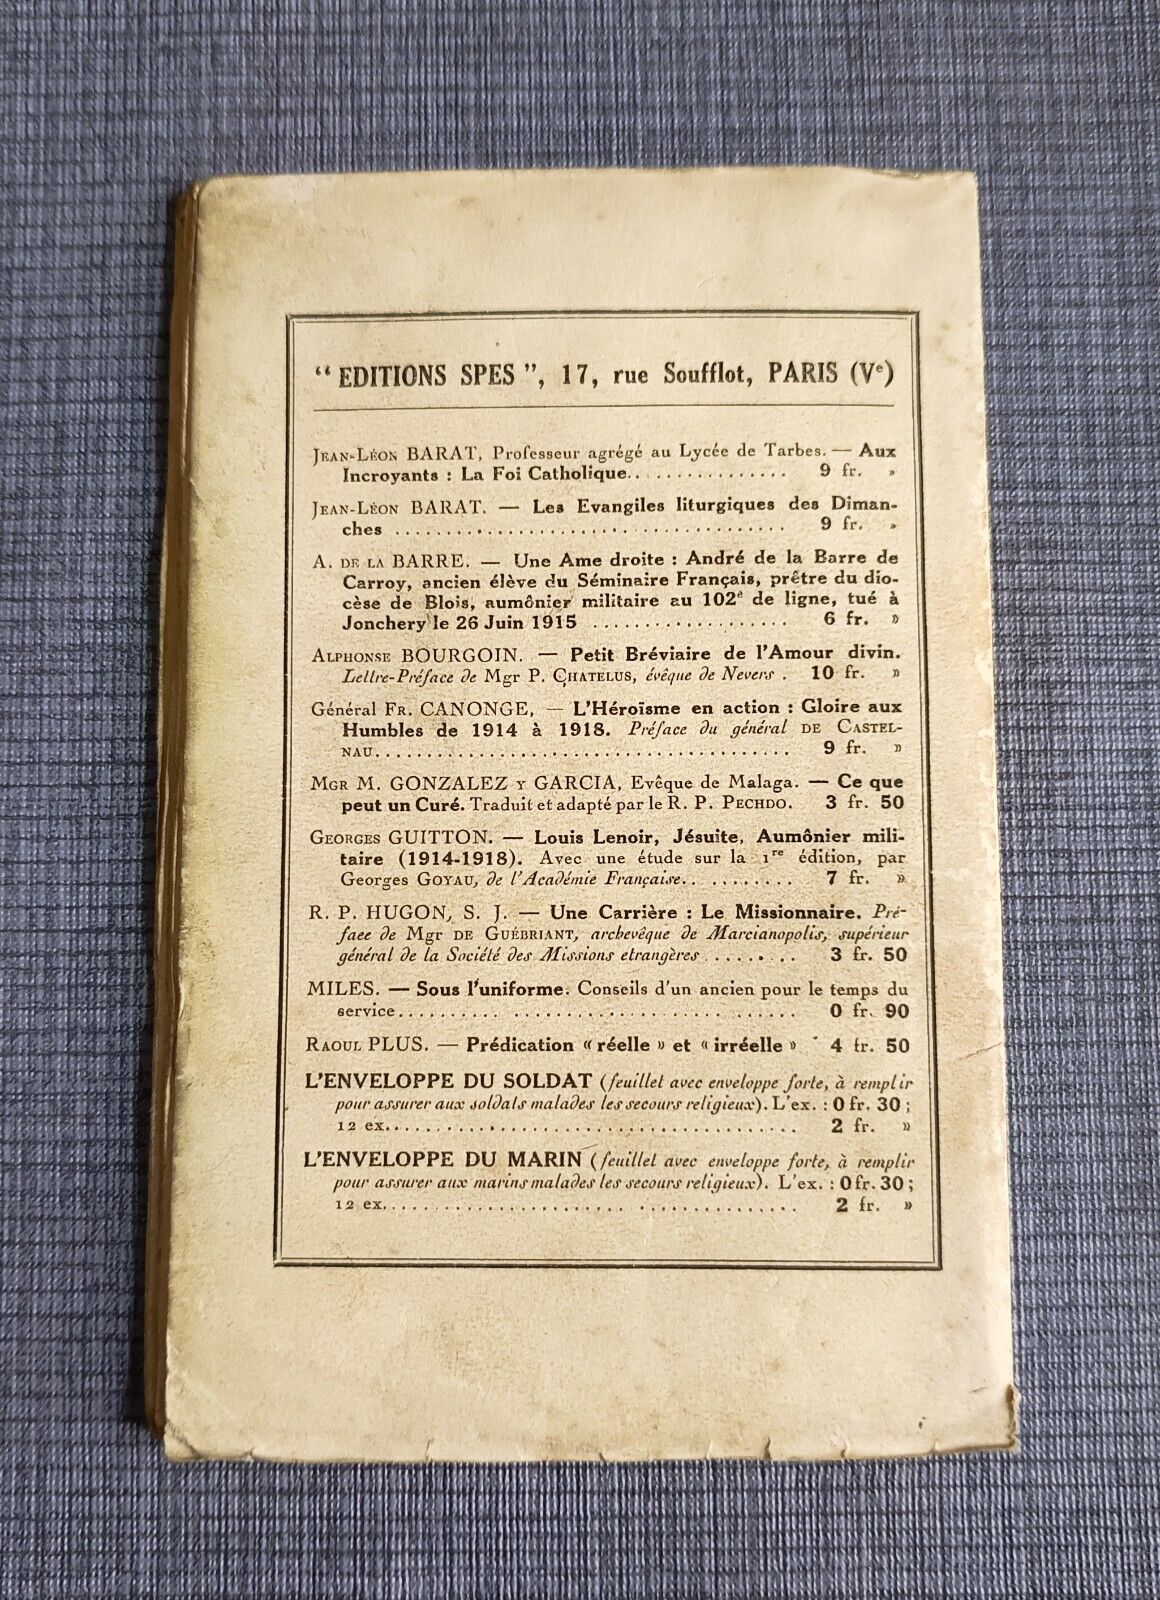 “ EDITIONS SPES ”, 17, rue Soufflot, PARIS (Vᵉ)
JEAN-LÉON BARAT, Professeur agrégé au Lycée de Tarbes. — Aux
Incroyants : La Foi Catholique.. . . . . . . . . . . . . . . 9 fr. »
JEAN-LÉON BARAT. — Les Evangiles liturgiques des Diman-
ches . . . . . . . . . . . . . . . . . . . . . . . . . . . . . . . . . . 9 fr. »
A. DE LA BARRE. — Une Ame droite : André de la Barre de
Carroy, ancien élève du Séminaire Français, prêtre du dio-
cèse de Blois, aumônier militaire au 102ᵉ de ligne, tué à
Jonchery le 26 Juin 1915 . . . . . . . . . . . . . . . . . . 6 fr. »
ALPHONSE BOURGOIN. — Petit Bréviaire de l'Amour divin.
Lettre-Préface de Mgr P. CHATELUS, évêque de Nevers . 10 fr. »
Général FR. CANONGE, — L'Héroïsme en action : Gloire aux
Humbles de 1914 à 1918. Préface du général DE CASTEL-
NAU. . . . . . . . . . . . . . . . . . . . . . . . . . . . . . . . . . . . 9 fr. »
MGR M. GONZALEZ Y GARCIA, Evêque de Malaga. — Ce que
peut un Curé. Traduit et adapté par le R. P. PECHDO. 3 fr. 50
GEORGES GUITTON. — Louis Lenoir, Jésuite, Aumônier mili-
taire (1914-1918). Avec une étude sur la 1ʳᵉ édition, par
Georges GOYAU, de l'Académie Française. . . . . . . . . . 7 fr. »
R. P. HUGON, S. J. — Une Carrière : Le Missionnaire. Pré-
faee de Mgr DE GUÉBRIANT, archevêque de Marcianopolis, supérieur
général de la Société des Missions etrangères . . . . . . . . 3 fr. 50
MILES. — Sous l'uniforme. Conseils d'un ancien pour le temps du
service. . . . . . . . . . . . . . . . . . . . . . . . . . . . . . . . . 0 fr. 90
RAOUL PLUS. — Prédication « réelle » et « irréelle » 4 fr. 50
L'ENVELOPPE DU SOLDAT (feuillet avec enveloppe forte, à remplir
pour assurer aux soldats malades les secours religieux). L'ex. : 0 fr. 30 ;
12 ex. . . . . . . . . . . . . . . . . . . . . . . . . . . . . . . . . . . . . 2 fr. »
L'ENVELOPPE DU MARIN (feuillet avec enveloppe forte, à remplir
pour assurer aux marins malades les secours religieux). L'ex. : 0 fr. 30 ;
12 ex. . . . . . . . . . . . . . . . . . . . . . . . . . . . . . . . . . . . . 2 fr. »